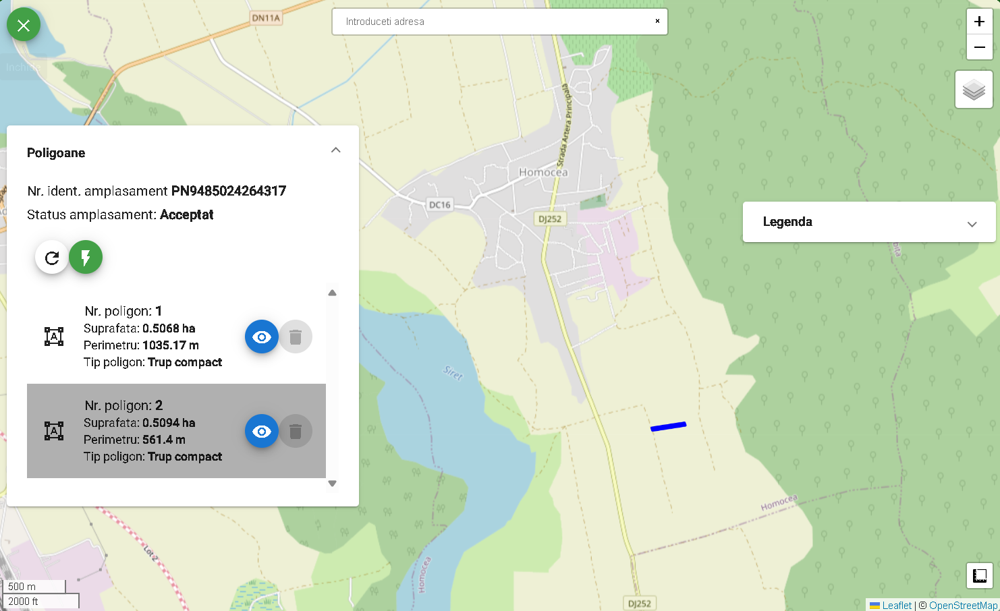 DN11A
Introduceti adresa
×
+
−
Inchide
Strada Artera Principala
Poligoane
Homocea
Nr. ident. amplasament PN9485024264317
DC16
Status amplasament: Acceptat
DJ252
Legenda
Nr. poligon: 1
Suprafata: 0.5068 ha
Perimetru: 1035.17 m
Tip poligon: Trup compact
Siret
Nr. poligon: 2
Suprafata: 0.5094 ha
Perimetru: 561.4 m
Tip poligon: Trup compact
Homocea
Lot 2
Homocea
500 m
2000 ft
DJ252
Leaflet | © OpenStreetMap